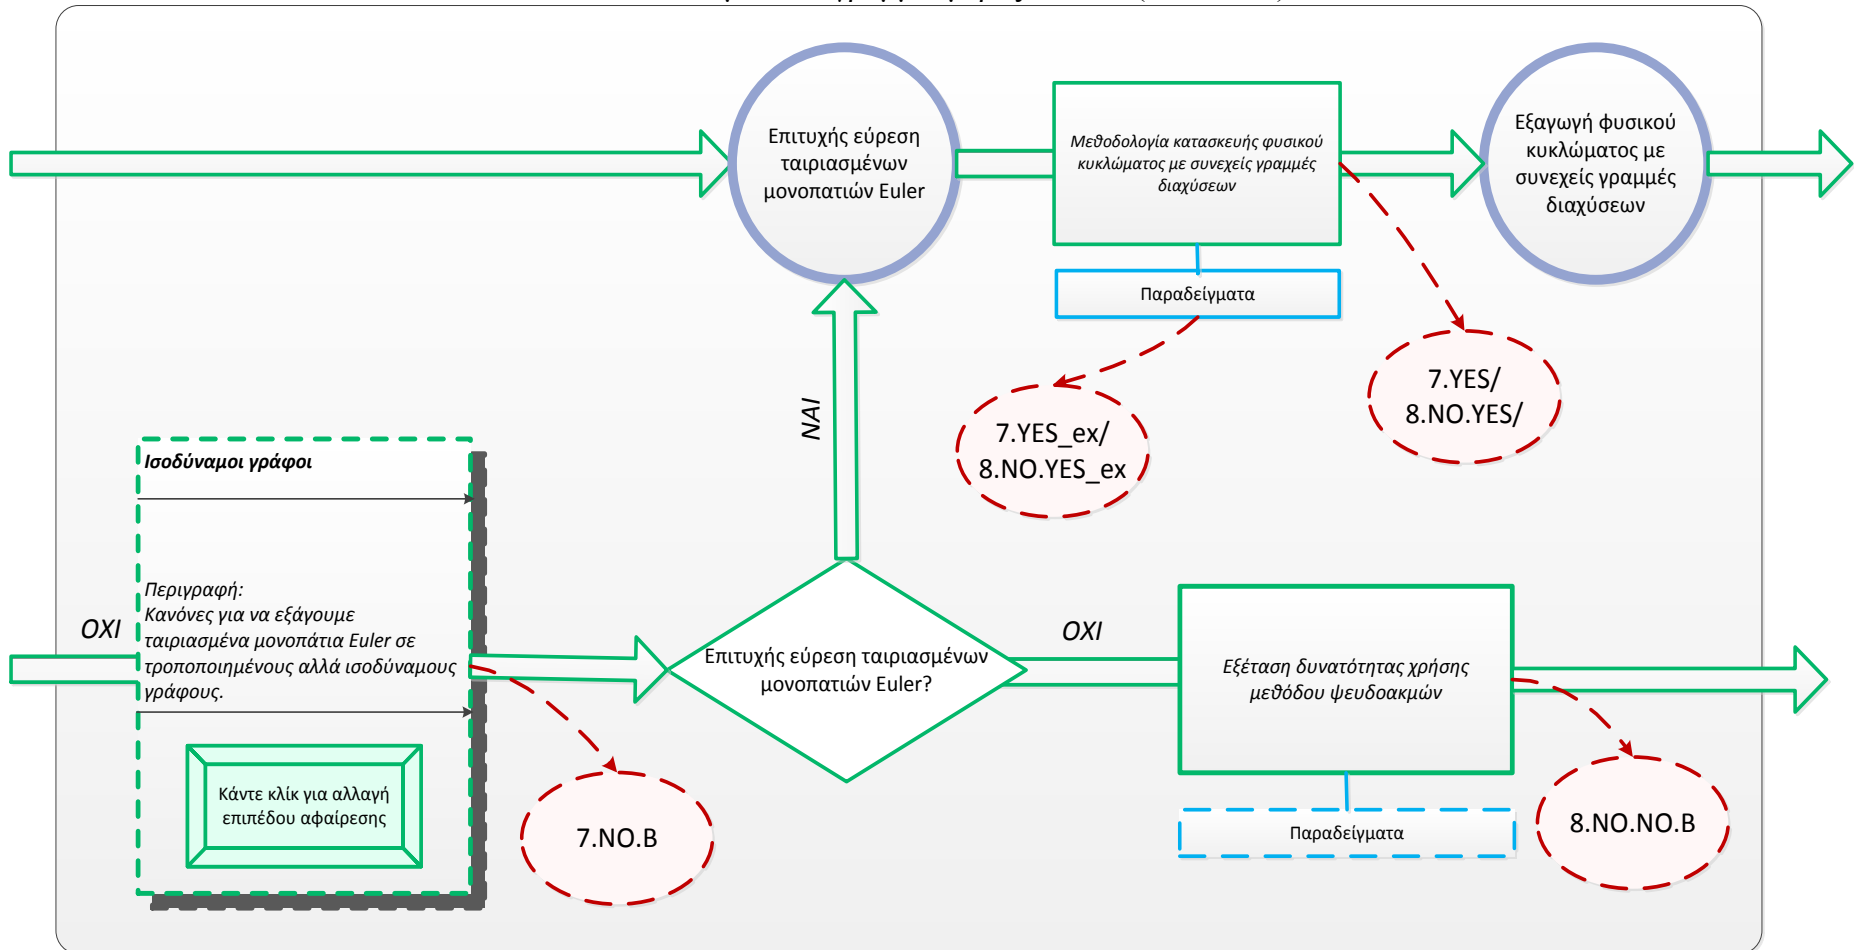 Επιτυχής εύρεση
ταιριασμένων
μονοπατιών Euler
Μεθοδολογία κατασκευής φυσικού
κυκλώματος με συνεχείς γραμμές
διαχύσεων
Εξαγωγή φυσικού
κυκλώματος με
συνεχείς γραμμές
διαχύσεων
Παραδείγματα
7.YES/
8.NO.YES/
7.YES_ex/
8.NO.YES_ex
ΝΑΙ
Ισοδύναμοι γράφοι
Περιγραφή:
Κανόνες για να εξάγουμε
ταιριασμένα μονοπάτια Euler σε
τροποποιημένους αλλά ισοδύναμους
γράφους.
ΟΧΙ
Κάντε κλίκ για αλλαγή
επιπέδου αφαίρεσης
7.NO.B
Επιτυχής εύρεση ταιριασμένων
μονοπατιών Euler?
ΟΧΙ
Εξέταση δυνατότητας χρήσης
μεθόδου ψευδοακμών
Παραδείγματα
8.NO.NO.B